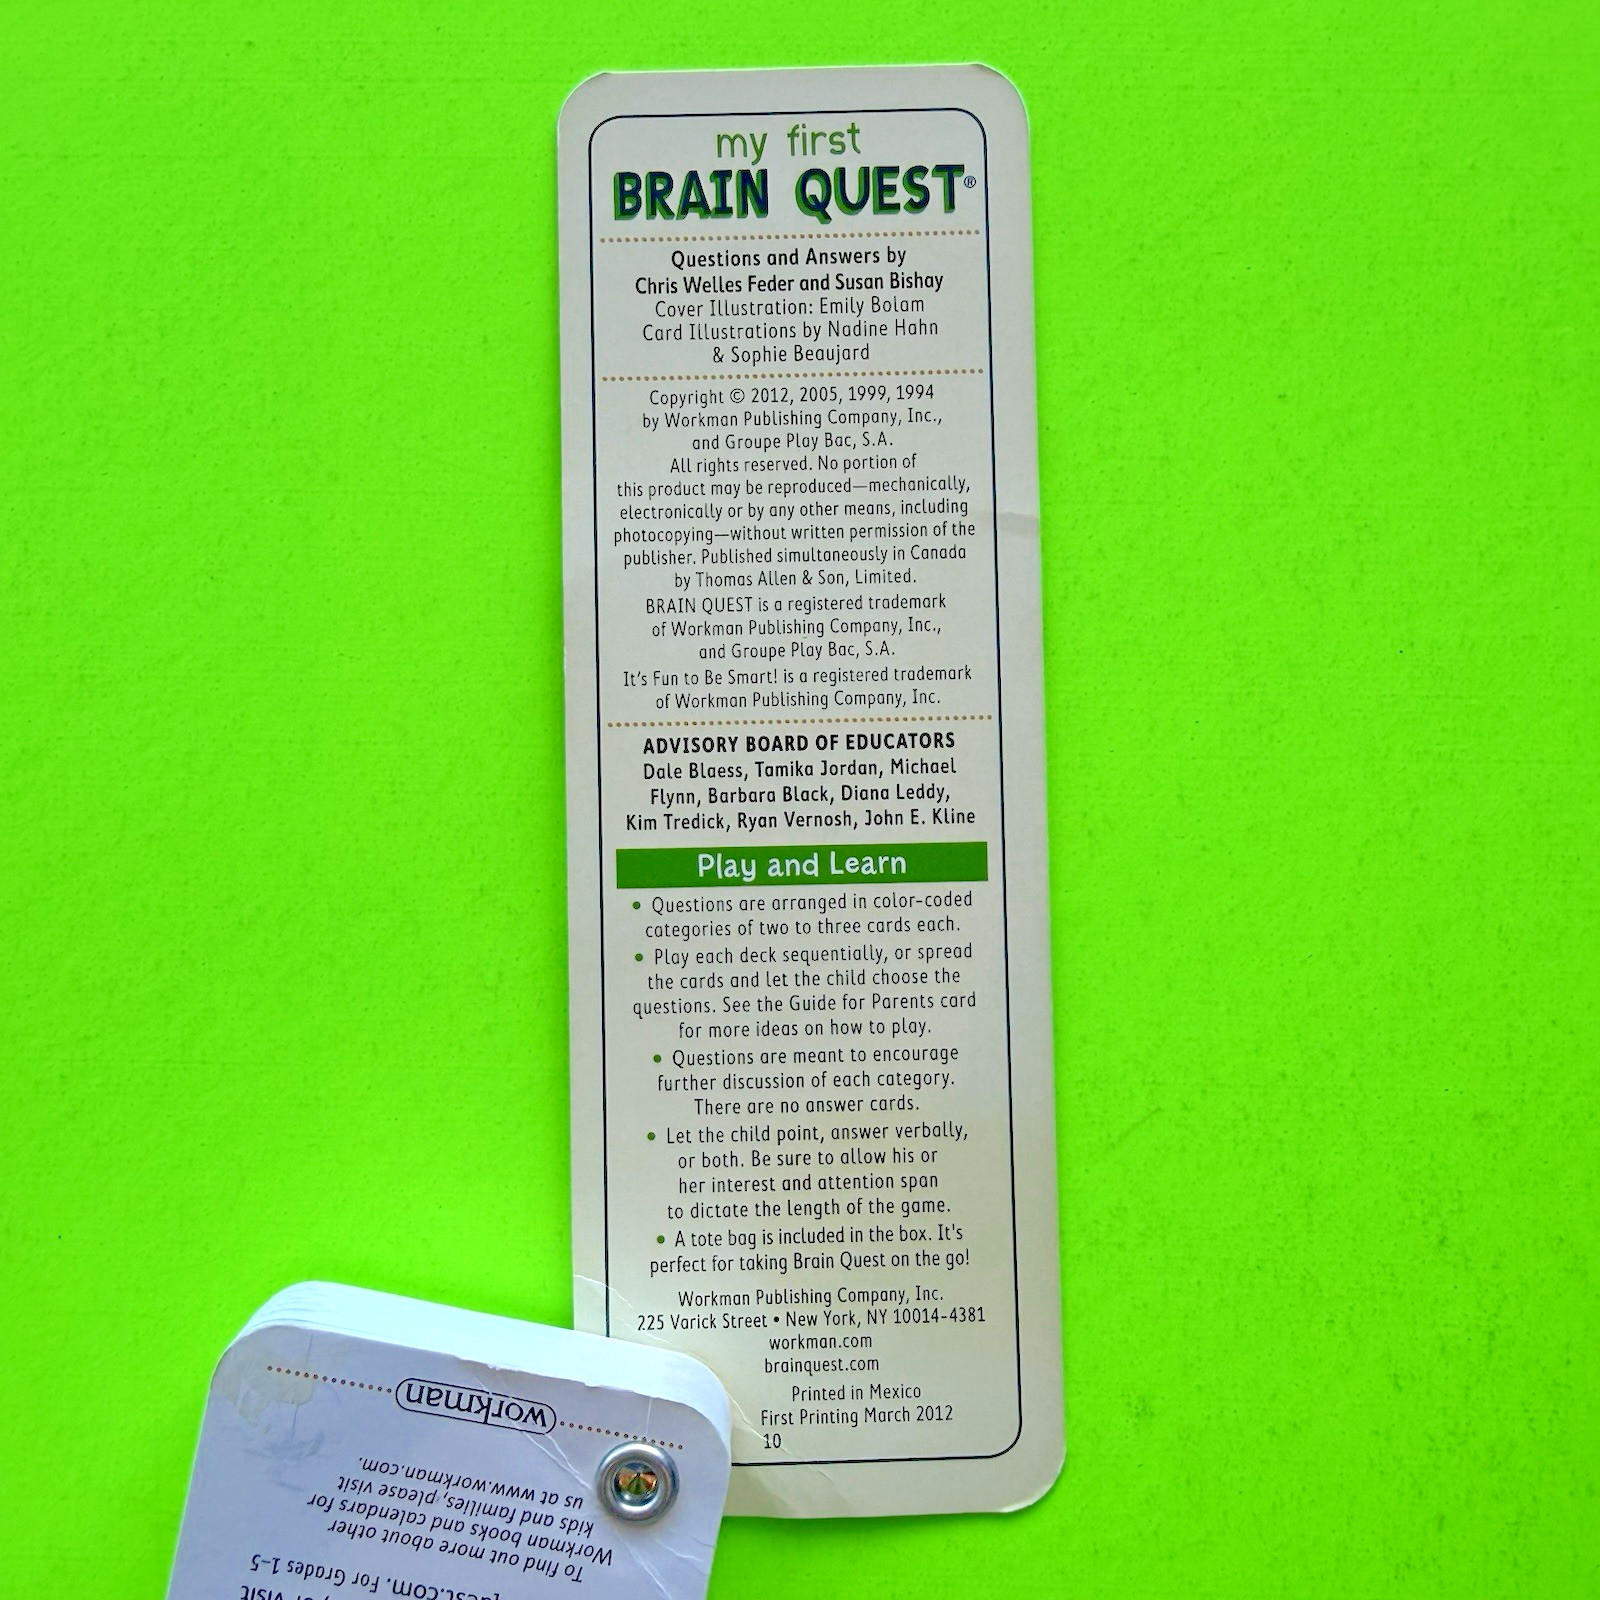 my first
BRAIN QUEST®
Questions and Answers by
Chris Welles Feder and Susan Bishay
Cover Illustration: Emily Bolam
Card Illustrations by Nadine Hahn
& Sophie Beaujard
Copyright © 2012, 2005, 1999, 1994
by Workman Publishing Company, Inc.,
and Groupe Play Bac, S.A.
All rights reserved. No portion of
this product may be reproduced—mechanically,
electronically or by any other means, including
photocopying—without written permission of the
publisher. Published simultaneously in Canada
by Thomas Allen & Son, Limited.
BRAIN QUEST is a registered trademark
of Workman Publishing Company, Inc.,
and Groupe Play Bac, S.A.
It's Fun to Be Smart! is a registered trademark
of Workman Publishing Company, Inc.
ADVISORY BOARD OF EDUCATORS
Dale Blaess, Tamika Jordan, Michael
Flynn, Barbara Black, Diana Leddy,
Kim Tredick, Ryan Vernosh, John E. Kline
Play and Learn
• Questions are arranged in color-coded
categories of two to three cards each.
• Play each deck sequentially, or spread
the cards and let the child choose the
questions. See the Guide for Parents card
for more ideas on how to play.
• Questions are meant to encourage
further discussion of each category.
There are no answer cards.
• Let the child point, answer verbally,
or both. Be sure to allow his or
her interest and attention span
to dictate the length of the game.
• A tote bag is included in the box. It's
perfect for taking Brain Quest on the go!
Workman Publishing Company, Inc.
225 Varick Street • New York, NY 10014-4381
workman.com
brainquest.com
Printed in Mexico
First Printing March 2012
10
visit
For Grades 1–5
To find out more about other
Workman books and calendars for
kids and families, please visit
us at www.workman.com.
workman